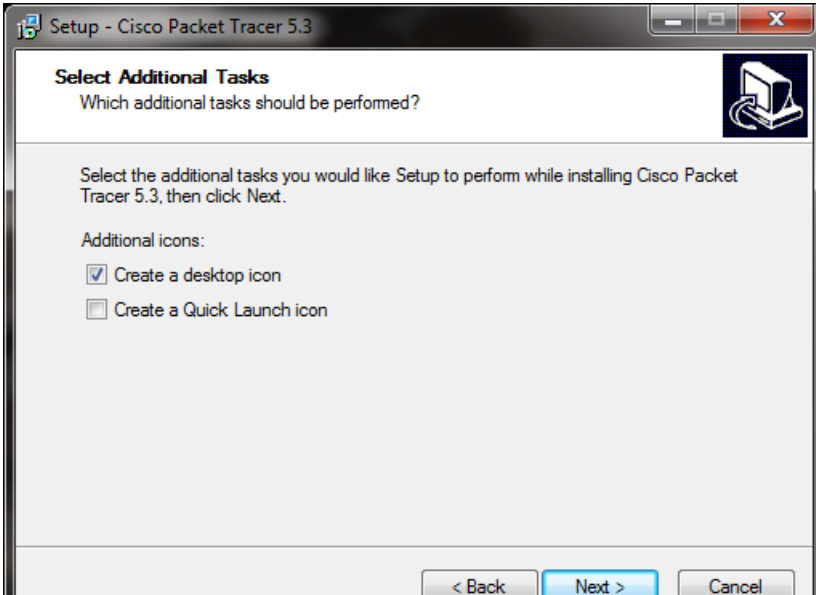 Setup - Cisco Packet Tracer 5.3
Select Additional Tasks
Which additional tasks should be performed?
Select the additional tasks you would like Setup to perform while installing Cisco Packet
Tracer 5.3, then click Next.
Additional icons:
Create a desktop icon
Create a Quick Launch icon
< Back
Next >
Cancel